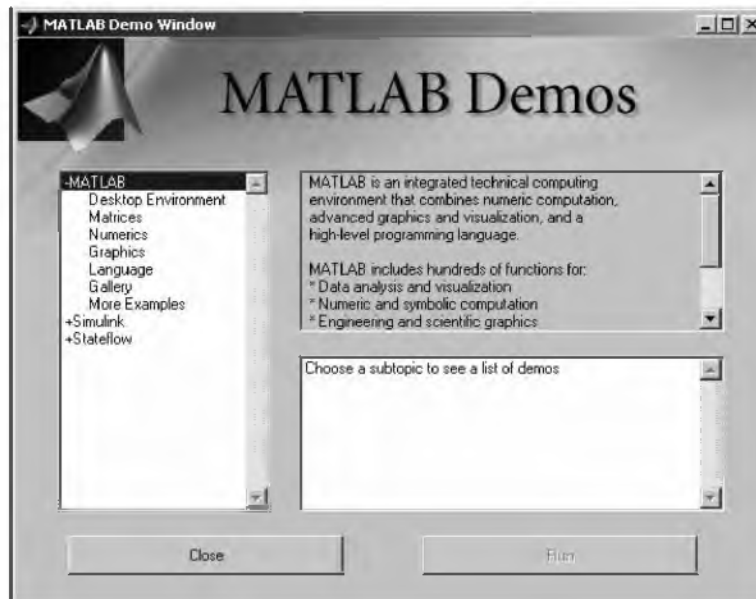 MATLAB Demo Window
MATLAB Demos
-MATLAB
Desktop Environment
Matrices
Numerics
Graphics
Language
Gallery
More Examples
+Simulink
+Stateflow
MATLAB is an integrated technical computing
environment that combines numeric computation,
advanced graphics and visualization, and a
high-level programming language.
MATLAB includes hundreds of functions for:
* Data analysis and visualization
* Numeric and symbolic computation
* Engineering and scientific graphics
Choose a subtopic to see a list of demos
Close
Run